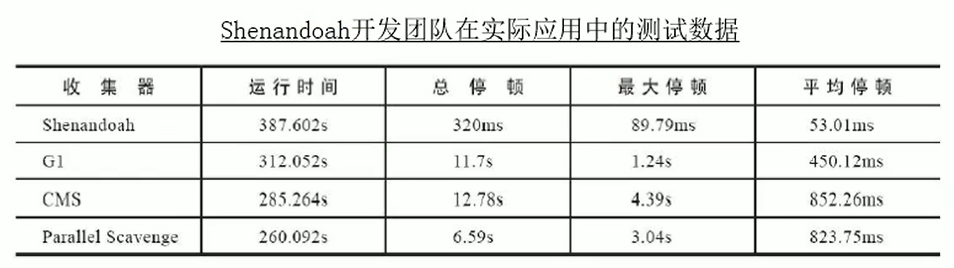 Shenandoah开发团队在实际应用中的测试数据
收集器 运行时间 总停顿 最大停顿 平均停顿
Shenandoah 387.602s 320ms 89.79ms 53.01ms
G1 312.052s 11.7s 1.24s 450.12ms
CMS 285.264s 12.78s 4.39s 852.26ms
Parallel Scavenge 260.092s 6.59s 3.04s 823.75ms